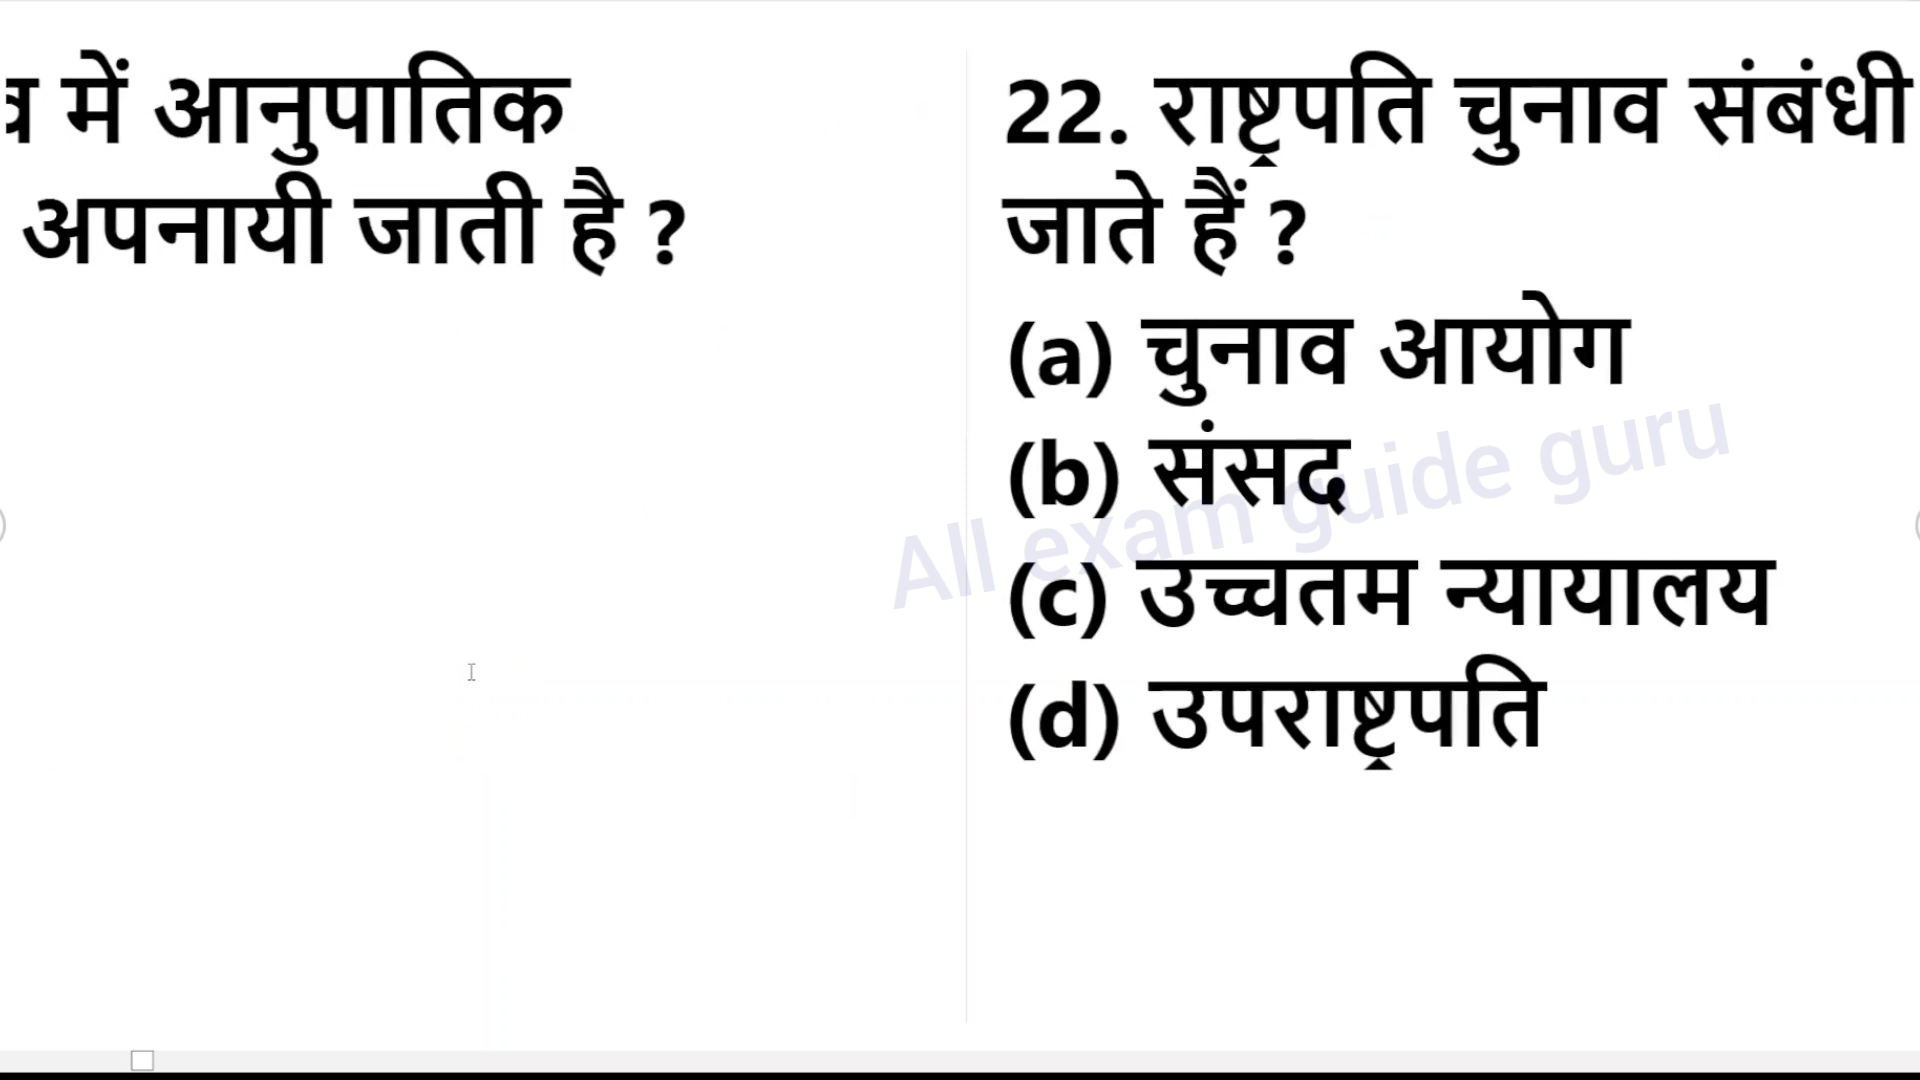 में आनुपातिक
अपनायी जाती है ?
22. राष्ट्रपति चुनाव संबंधी
जाते हैं ?
(a) चुनाव आयोग
(b) संसद
(c) उच्चतम न्यायालय
(d) उपराष्ट्रपति
All exam guide guru